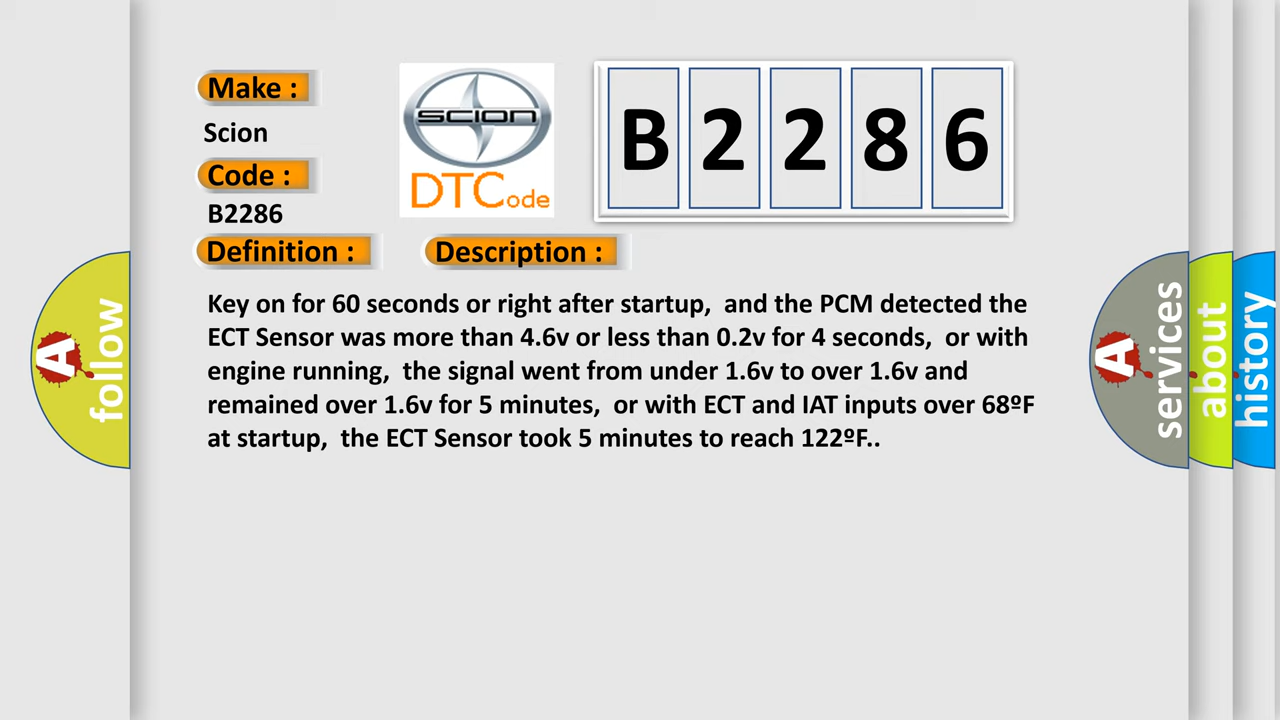 Make :
Scion
Code :
B2286
SCION
DTCode
B 2 2 8 6
Definition :
Description :
Key on for 60 seconds or right after startup, and the PCM detected the
ECT Sensor was more than 4.6v or less than 0.2v for 4 seconds, or with
engine running, the signal went from under 1.6v to over 1.6v and
remained over 1.6v for 5 minutes, or with ECT and IAT inputs over 68ºF
at startup, the ECT Sensor took 5 minutes to reach 122ºF..
A
follow
A
services
about
history